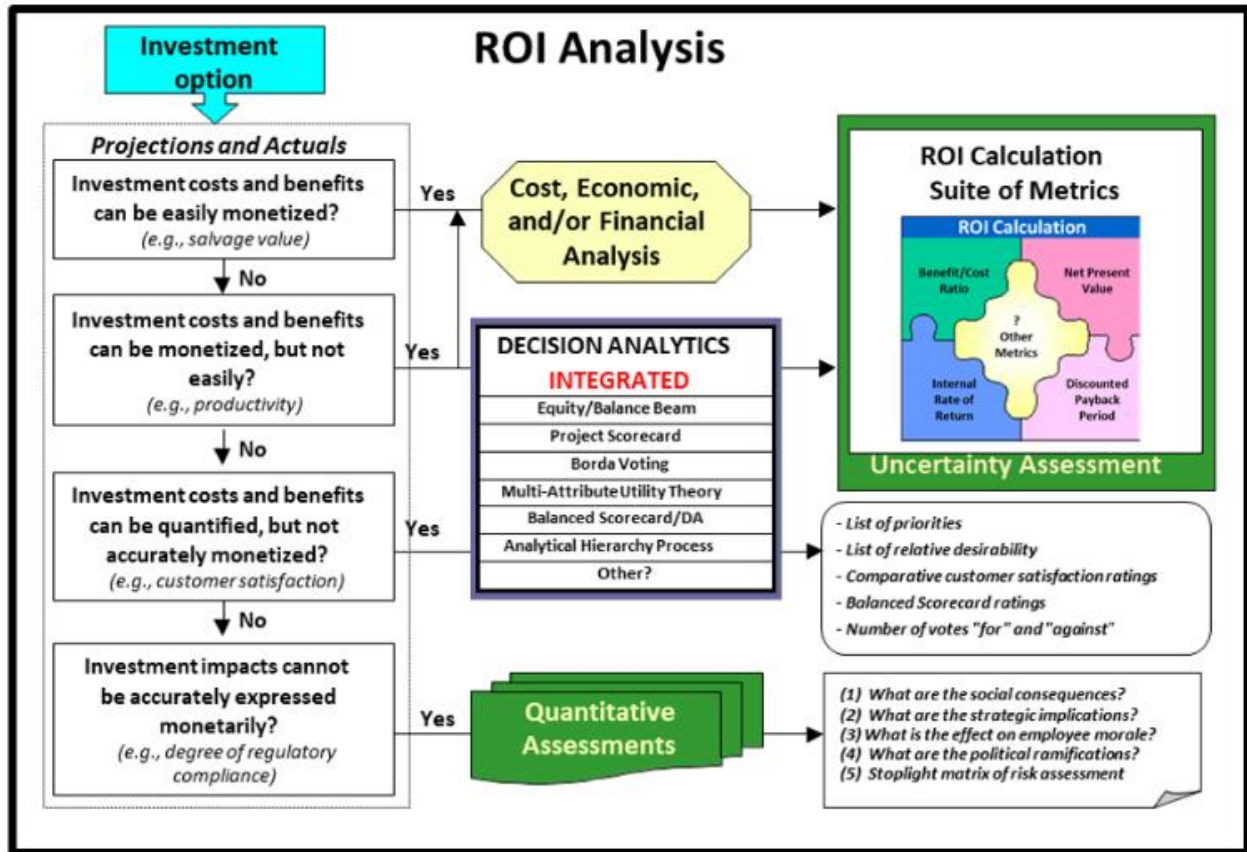 ROI Analysis
Investment
option
Projections and Actuals
Investment costs and benefits
can be easily monetized?
(e.g., salvage value)
Yes
No
Investment costs and benefits
can be monetized, but not
easily?
(e.g., productivity)
Yes
No
Investment costs and benefits
can be quantified, but not
accurately monetized?
(e.g., customer satisfaction)
Yes
No
Investment impacts cannot
be accurately expressed
monetarily?
(e.g., degree of regulatory
compliance)
Yes
Cost, Economic,
and/or Financial
Analysis
DECISION ANALYTICS
INTEGRATED
Equity/Balance Beam
Project Scorecard
Borda Voting
Multi-Attribute Utility Theory
Balanced Scorecard/DA
Analytical Hierarchy Process
Other?
Quantitative
Assessments
ROI Calculation
Suite of Metrics
ROI Calculation
Benefit/Cost
Ratio
Net Present
Value
?
Other
Metrics
Internal
Rate of
Return
Discounted
Payback
Period
Uncertainty Assessment
- List of priorities
- List of relative desirability
- Comparative customer satisfaction ratings
- Balanced Scorecard ratings
- Number of votes "for" and "against"
(1) What are the social consequences?
(2) What are the strategic implications?
(3) What is the effect on employee morale?
(4) What are the political ramifications?
(5) Stoplight matrix of risk assessment